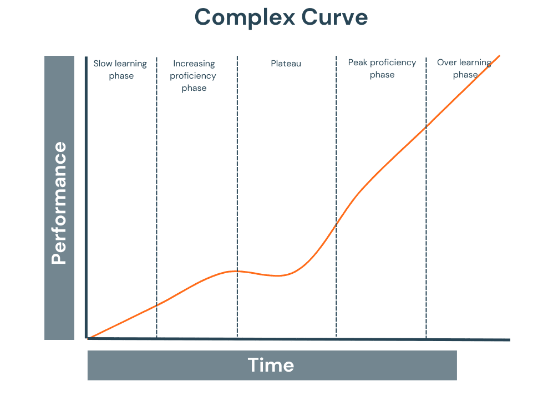 Complex Curve
Slow learning
phase
Increasing
proficiency
phase
Plateau
Peak proficiency
phase
Over learning
phase
Performance
Time